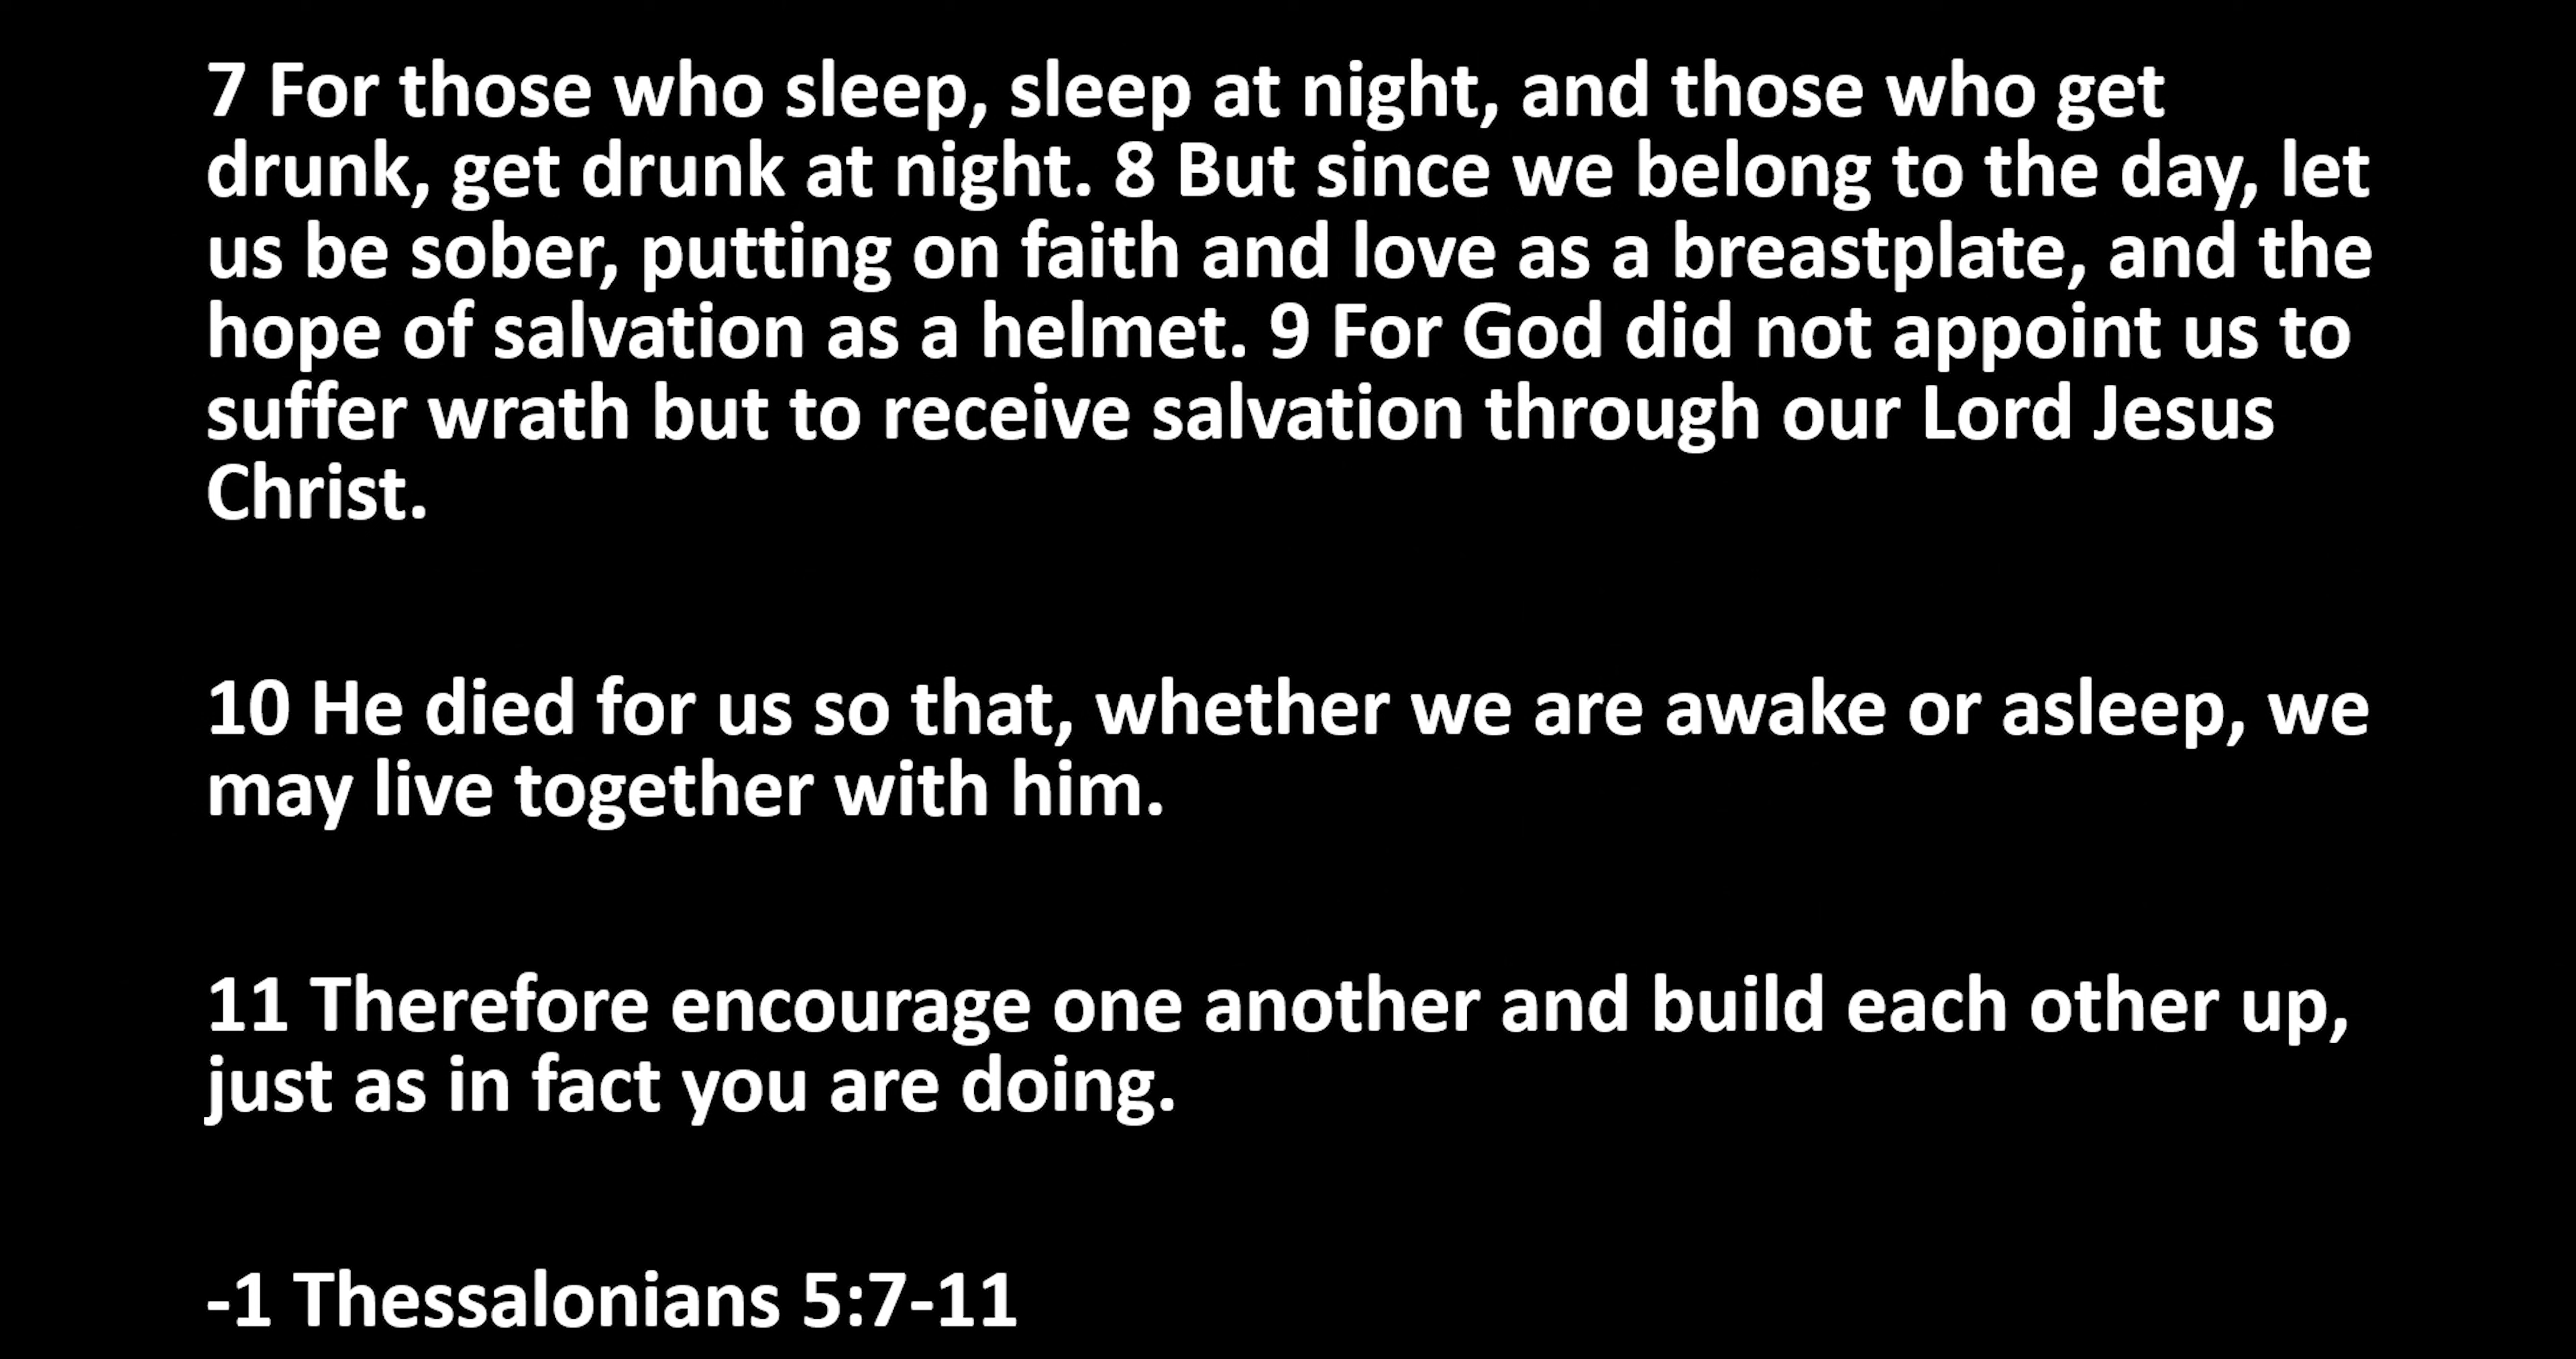 7 For those who sleep, sleep at night, and those who get
drunk, get drunk at night. 8 But since we belong to the day, let
us be sober, putting on faith and love as a breastplate, and the
hope of salvation as a helmet. 9 For God did not appoint us to
suffer wrath but to receive salvation through our Lord Jesus
Christ.
10 He died for us so that, whether we are awake or asleep, we
may live together with him.
11 Therefore encourage one another and build each other up,
just as in fact you are doing.
-1 Thessalonians 5:7-11